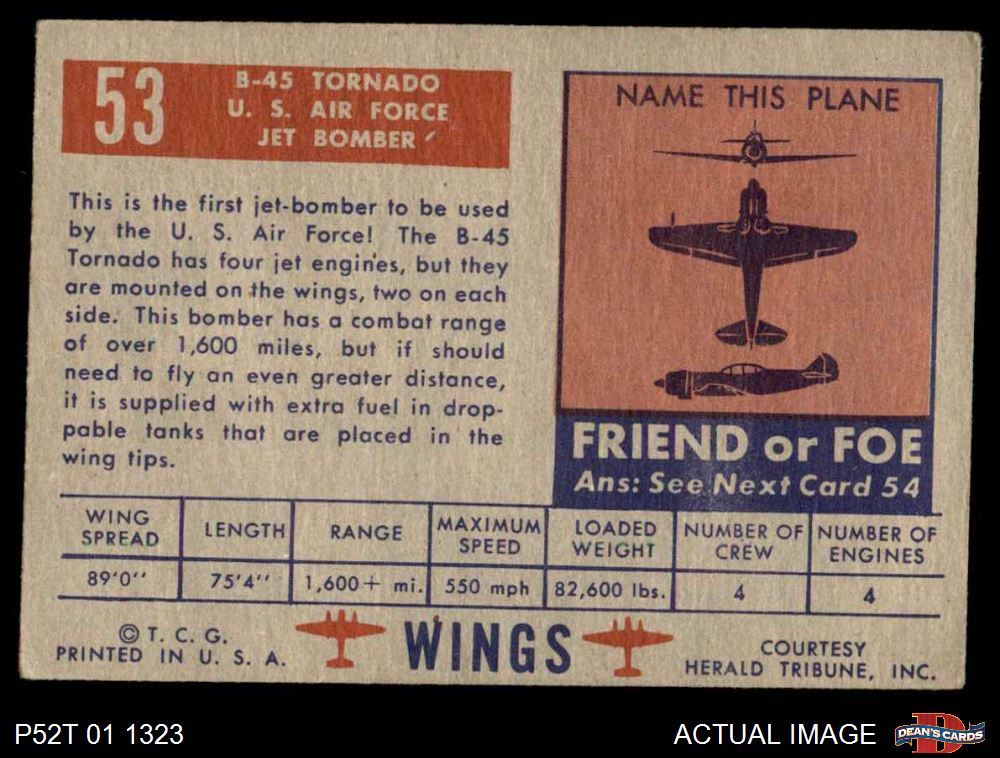 53
B-45 TORNADO
U. S. AIR FORCE
JET BOMBER
This is the first jet-bomber to be used
by the U. S. Air Force! The B-45
Tornado has four jet engines, but they
are mounted on the wings, two on each
side. This bomber has a combat range
of over 1,600 miles, but if should
need to fly an even greater distance,
it is supplied with extra fuel in drop-
pable tanks that are placed in the
wing tips.
NAME THIS PLANE
FRIEND or FOE
Ans: See Next Card 54
WING SPREAD LENGTH RANGE MAXIMUM SPEED LOADED WEIGHT NUMBER OF CREW NUMBER OF ENGINES
89'0'' 75'4'' 1,600+ mi. 550 mph 82,600 lbs. 4 4
© T. C. G.
PRINTED IN U. S. A.
WINGS
COURTESY
HERALD TRIBUNE, INC.
P52T 01 1323
ACTUAL IMAGE
D
DEAN'S CARDS